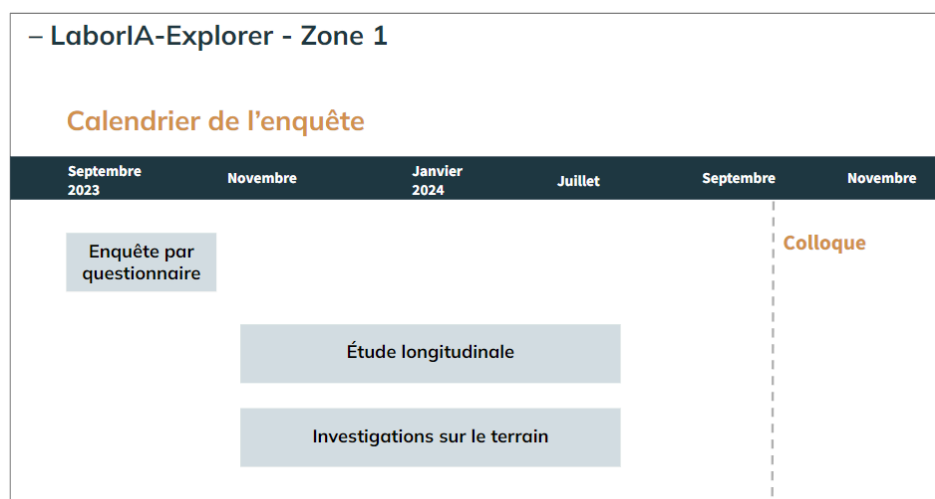 – LaborIA-Explorer - Zone 1
Calendrier de l’enquête
Septembre
2023
Novembre
Janvier
2024
Juillet
Septembre
Novembre
Colloque
Enquête par
questionnaire
Étude longitudinale
Investigations sur le terrain